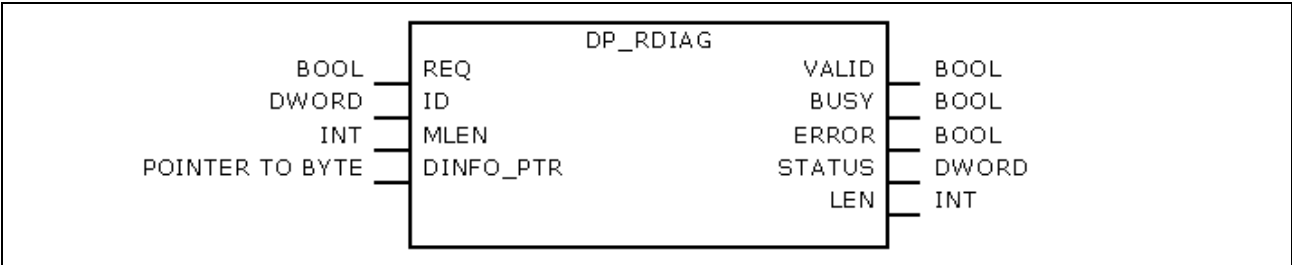 DP_RDIAG
BOOL REQ VALID BOOL
DWORD ID BUSY BOOL
INT MLEN ERROR BOOL
POINTER TO BYTE DINFO_PTR STATUS DWORD
LEN INT